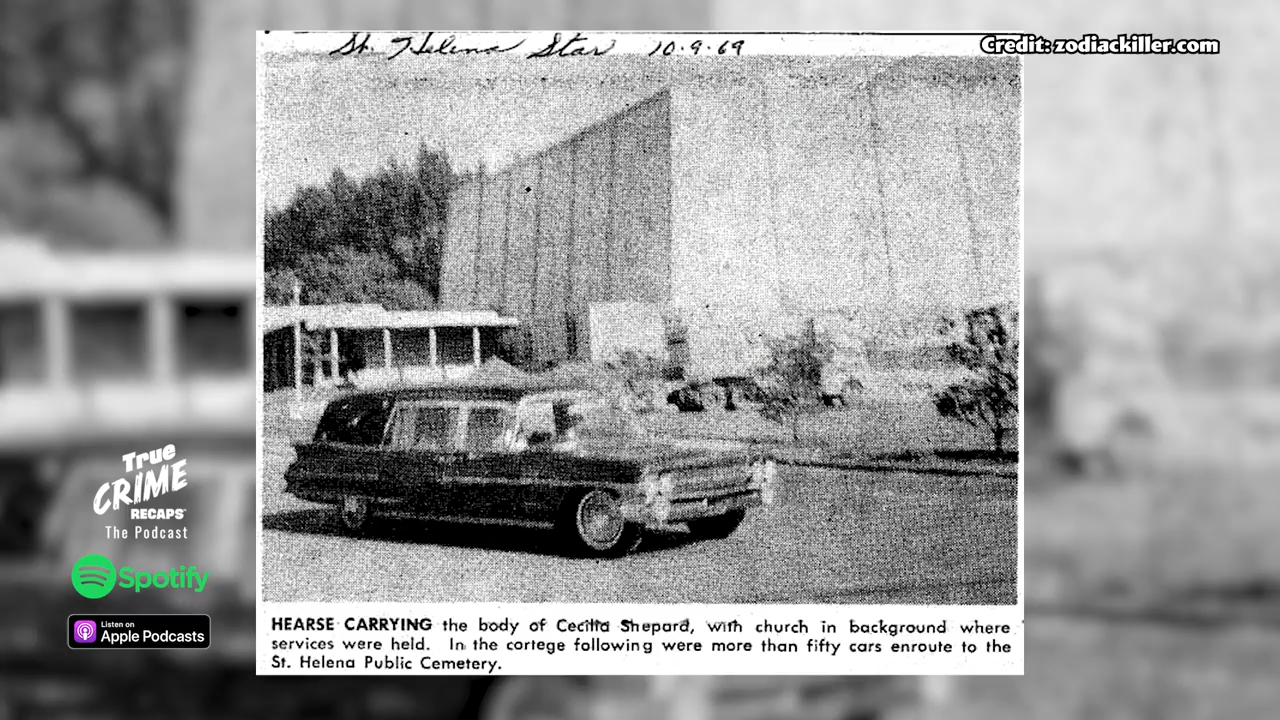 St. Helena Star 10.9.69
Credit: zodiackiller.com
True
CRIME
RECAPS
The Podcast
Spotify
Listen on
Apple Podcasts
HEARSE CARRYING the body of Cecilia Shepard, with church in background where
services were held. In the cortege following were more than fifty cars enroute to the
St. Helena Public Cemetery.